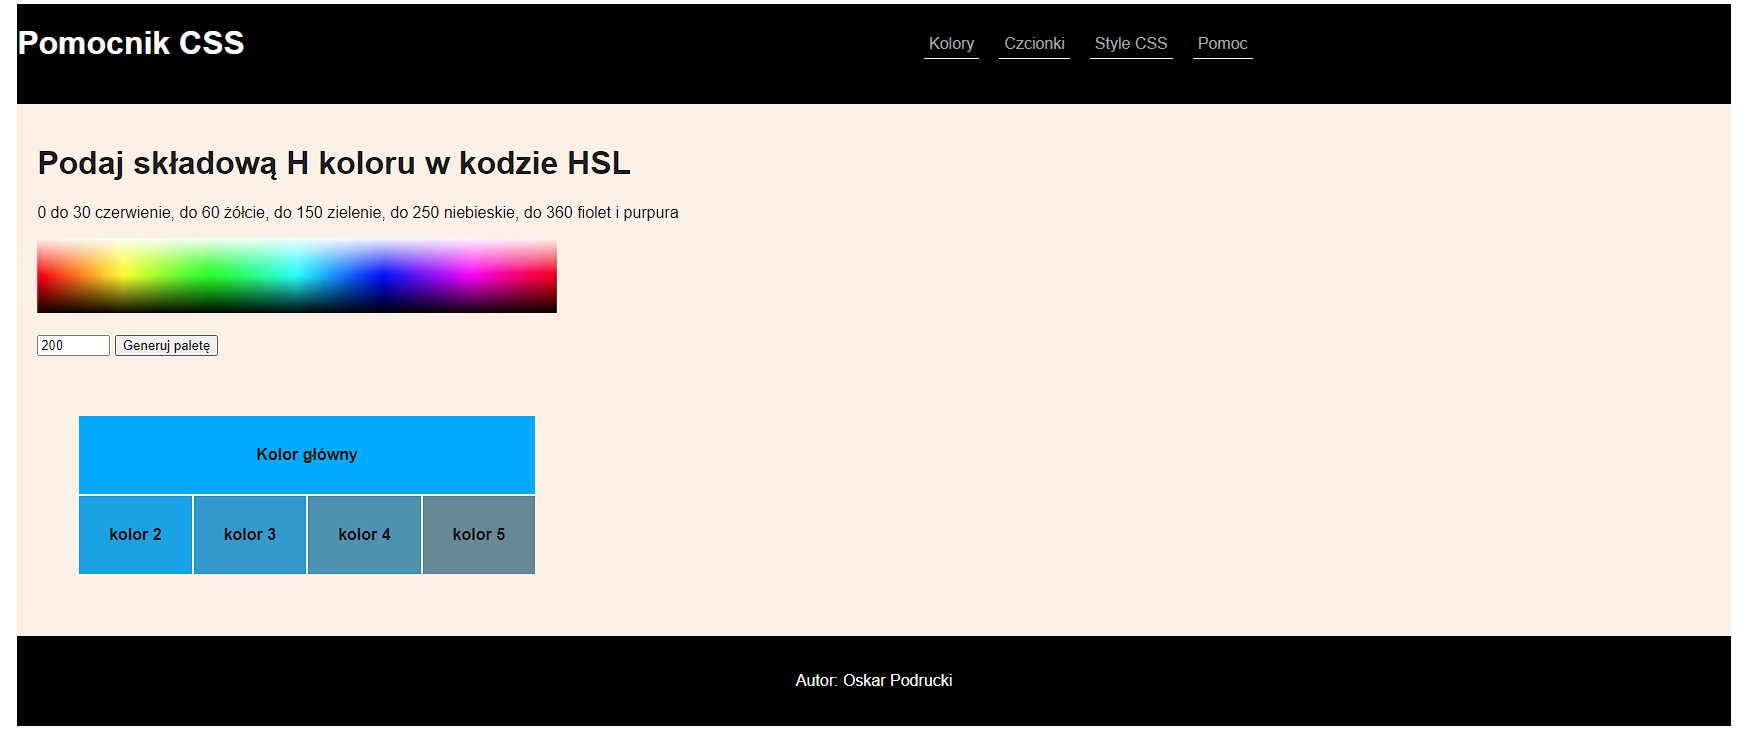 Pomocnik CSS
Kolory Czcionki Style CSS Pomoc
Podaj składową H koloru w kodzie HSL
0 do 30 czerwienie, do 60 żółcie, do 150 zielenie, do 250 niebieskie, do 360 fiolet i purpura
200 Generuj paletę
Kolor główny
kolor 2 kolor 3 kolor 4 kolor 5
Autor: Oskar Podrucki